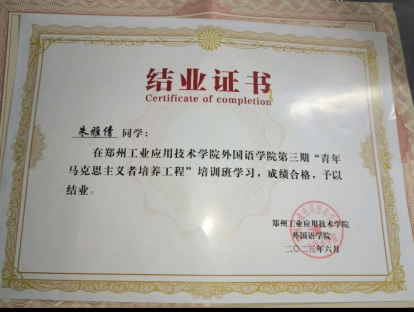 结业证书
Certificate of completion
朱雅倩 同学：
在郑州工业应用技术学院外国语学院第三期“青年
马克思主义者培养工程”培训班学习，成绩合格，予以
结业。
郑州工业应用技术学院
外国语学院
二〇二三年六月